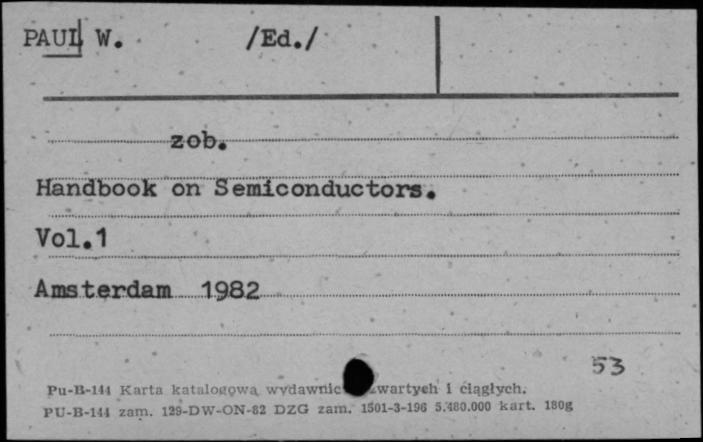 PAUL W. /Ed./
zob.
Handbook on Semiconductors.
Vol.1
Amsterdam 1982
53
Pu-B-144 Karta katalogowa wydawnic wartych i ciągłych.
PU-B-144 zam. 129-DW-ON-82 DZG zam. 1501-3-196 5.480.000 kart. 180g